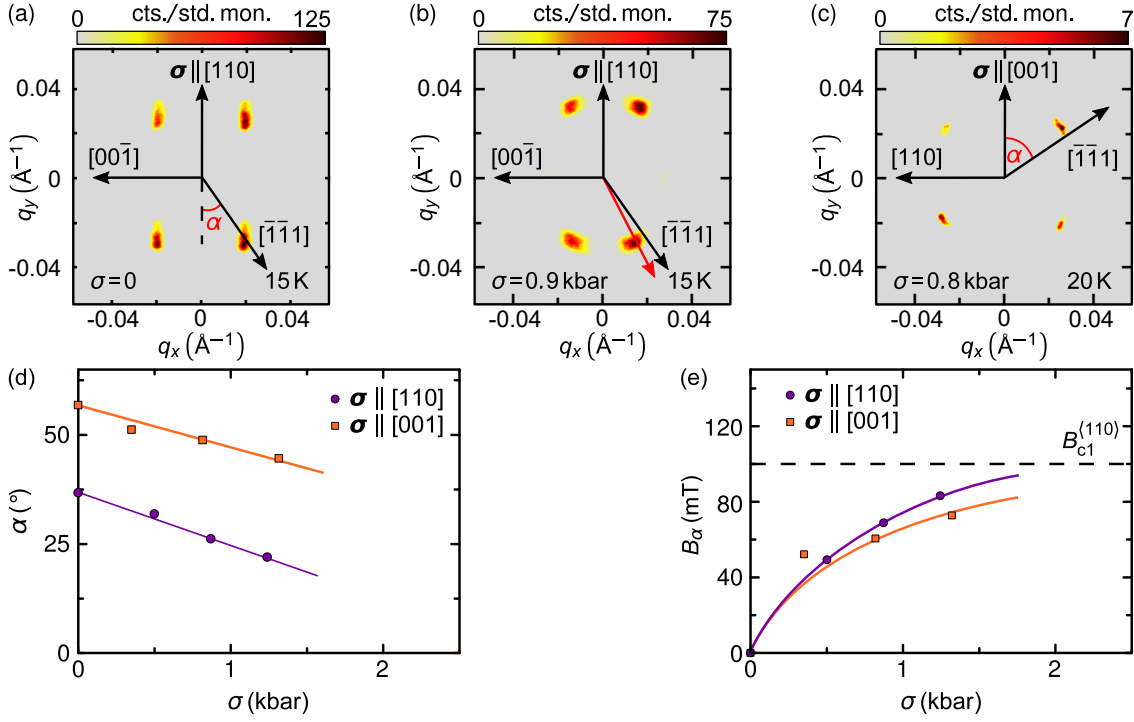 (a)
0 cts./std. mon. 125
σ || [110]
[001̅]
α
[1̅1̅1]
σ = 0
15 K
0.04
0
-0.04
q_y (Å⁻¹)
-0.04 0 0.04
q_x (Å⁻¹)
(b)
0 cts./std. mon. 75
σ || [110]
[001̅]
[1̅1̅1]
σ = 0.9 kbar
15 K
0.04
0
-0.04
q_y (Å⁻¹)
-0.04 0 0.04
q_x (Å⁻¹)
(c)
0 cts./std. mon. 7
σ || [001]
[110]
α
[1̅1̅1]
σ = 0.8 kbar
20 K
0.04
0
-0.04
q_y (Å⁻¹)
-0.04 0 0.04
q_x (Å⁻¹)
(d)
σ || [110]
σ || [001]
50
25
0
α (°)
0 1 2
σ (kbar)
(e)
σ || [110]
σ || [001]
B_{c1}^{⟨110⟩}
120
80
40
0
B_α (mT)
0 1 2
σ (kbar)